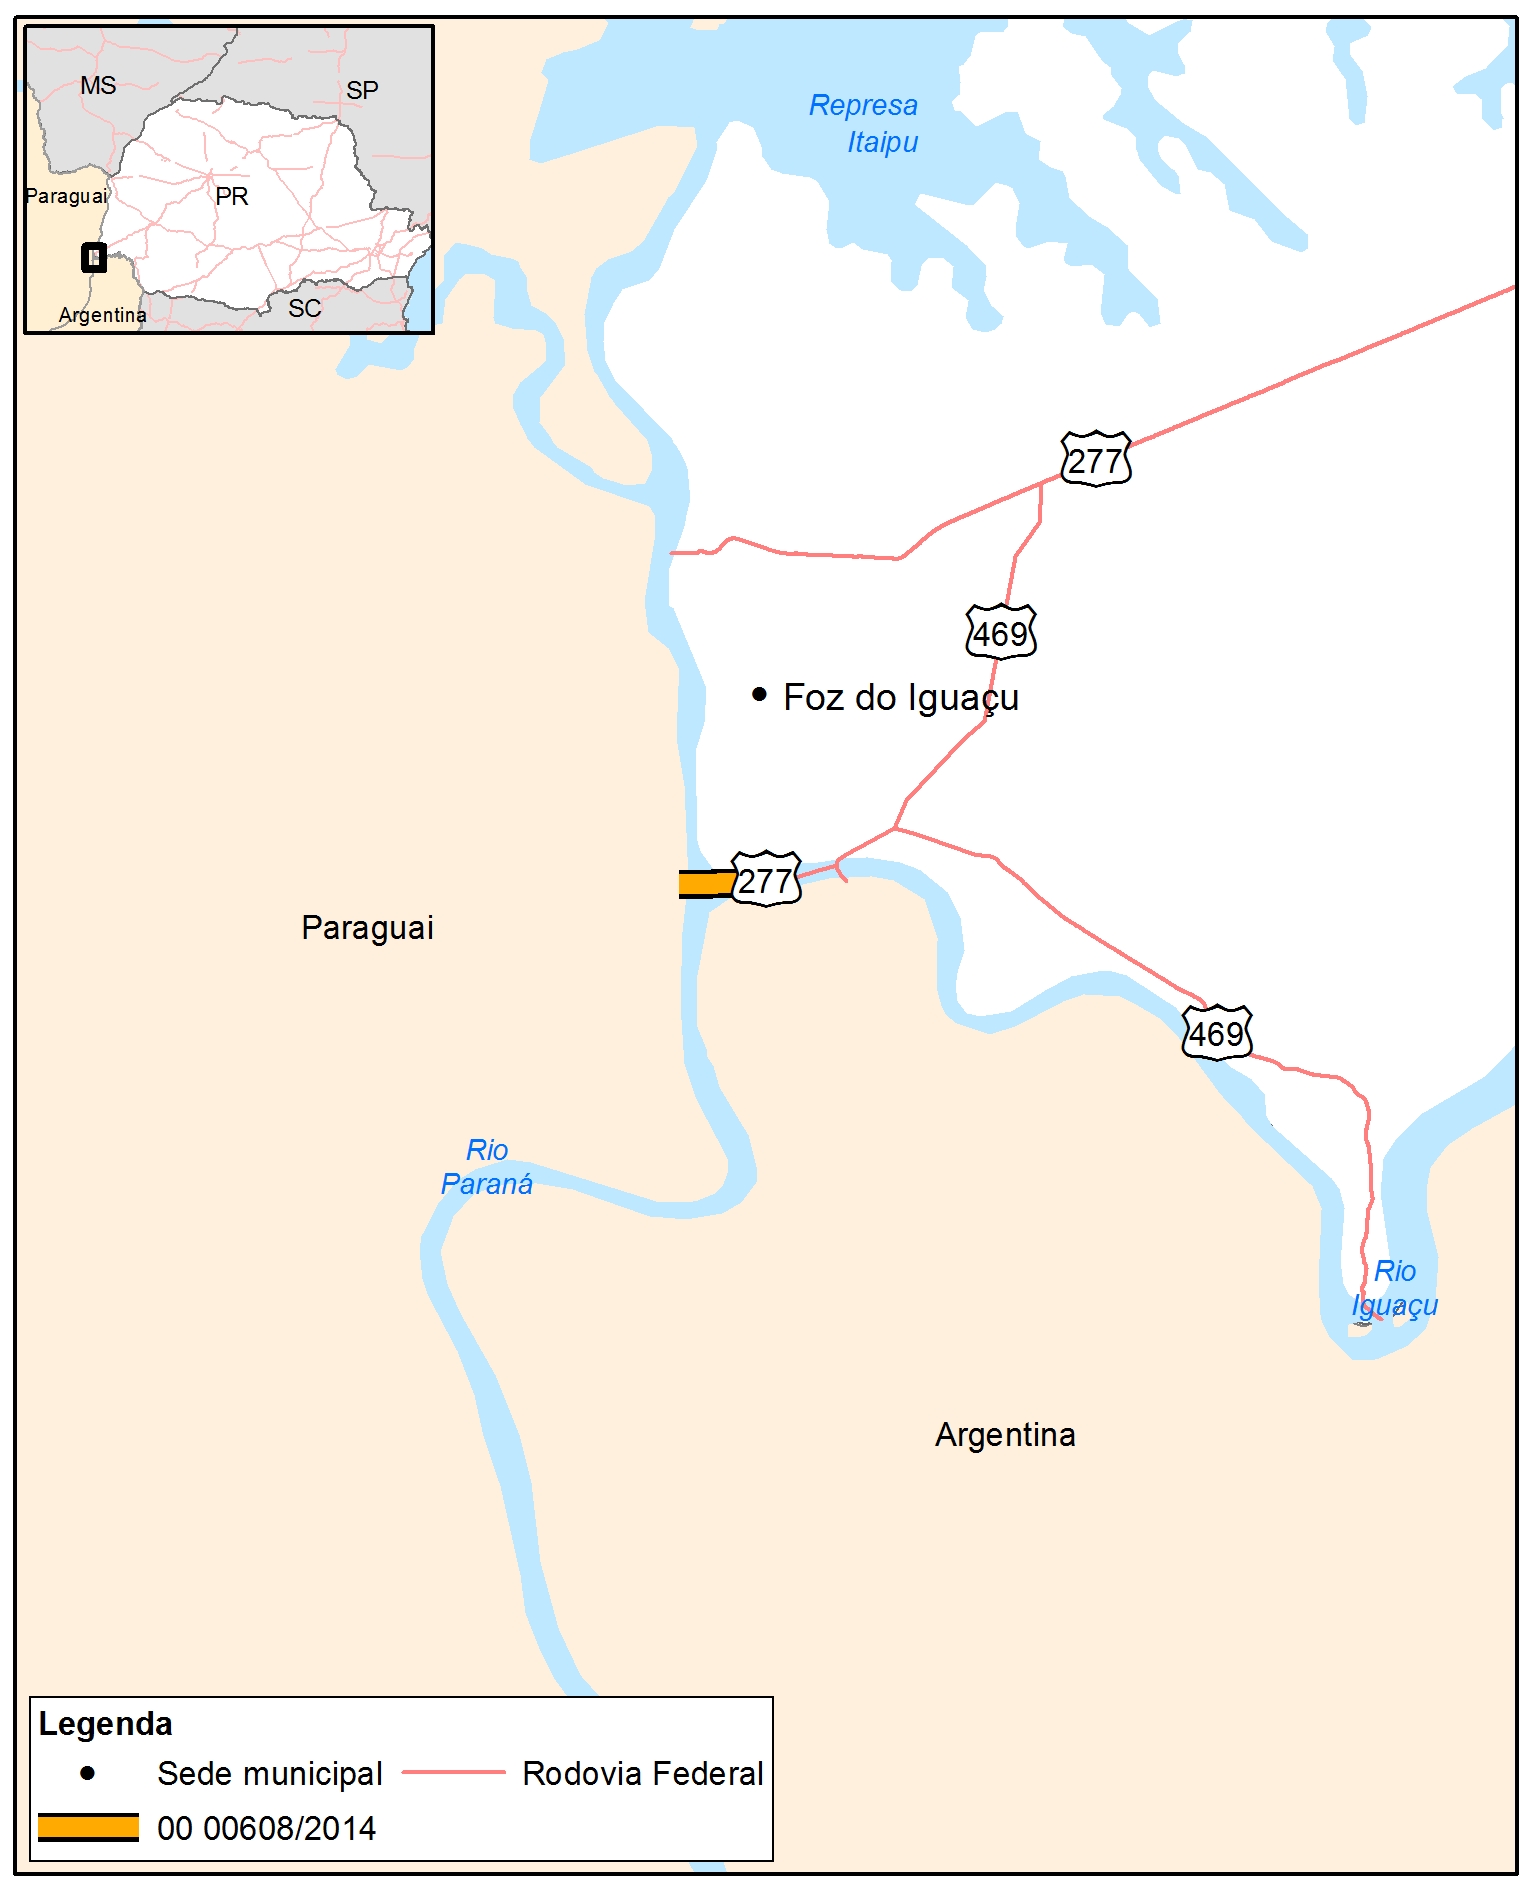 MS
SP
Paraguai
PR
Argentina
SC
Represa
Itaipu
277
469
Foz do Iguaçu
277
Paraguai
469
Rio
Paraná
Rio
Iguaçu
Argentina
Legenda
Sede municipal
Rodovia Federal
00 00608/2014